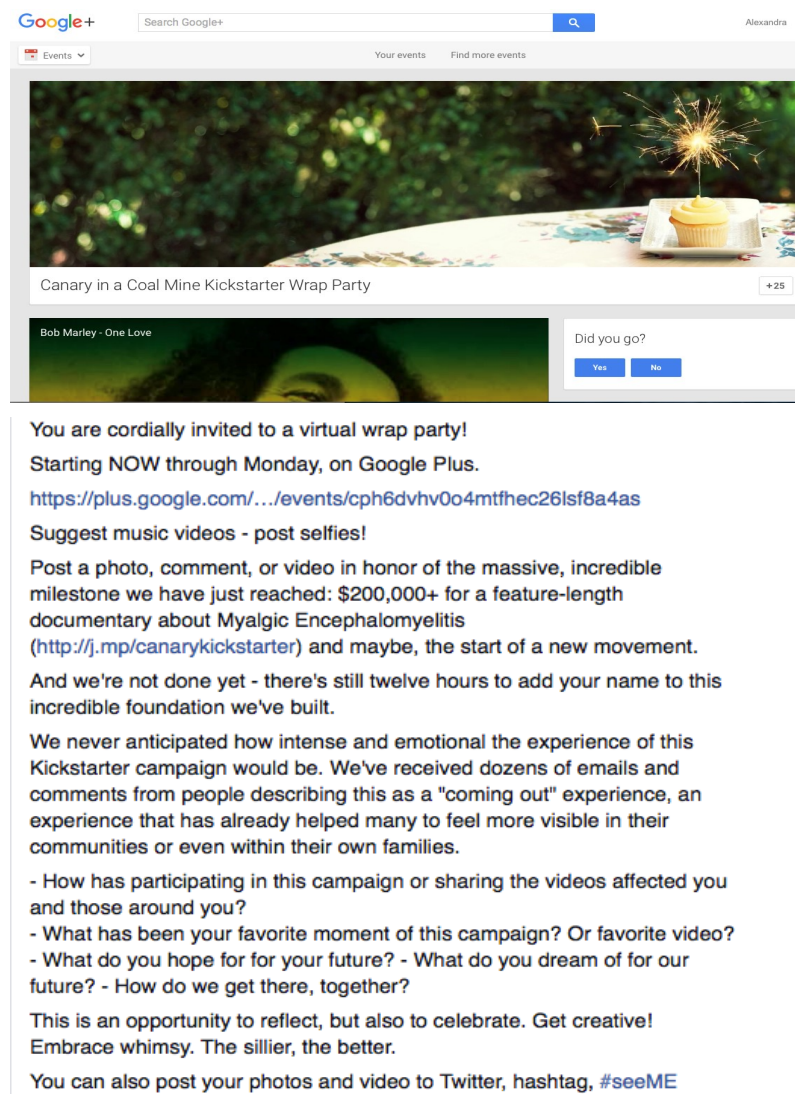 Google+
Search Google+
Alexandra
Events
Your events
Find more events
Canary in a Coal Mine Kickstarter Wrap Party
+25
Bob Marley - One Love
Did you go?
Yes
No
You are cordially invited to a virtual wrap party!
Starting NOW through Monday, on Google Plus.
https://plus.google.com/.../events/cph6dvhv0o4mtfhec26lsf8a4as
Suggest music videos - post selfies!
Post a photo, comment, or video in honor of the massive, incredible
milestone we have just reached: $200,000+ for a feature-length
documentary about Myalgic Encephalomyelitis
(http://j.mp/canarykickstarter) and maybe, the start of a new movement.
And we're not done yet - there's still twelve hours to add your name to this
incredible foundation we've built.
We never anticipated how intense and emotional the experience of this
Kickstarter campaign would be. We've received dozens of emails and
comments from people describing this as a "coming out" experience, an
experience that has already helped many to feel more visible in their
communities or even within their own families.
- How has participating in this campaign or sharing the videos affected you
and those around you?
- What has been your favorite moment of this campaign? Or favorite video?
- What do you hope for for your future? - What do you dream of for our
future? - How do we get there, together?
This is an opportunity to reflect, but also to celebrate. Get creative!
Embrace whimsy. The sillier, the better.
You can also post your photos and video to Twitter, hashtag, #seeME